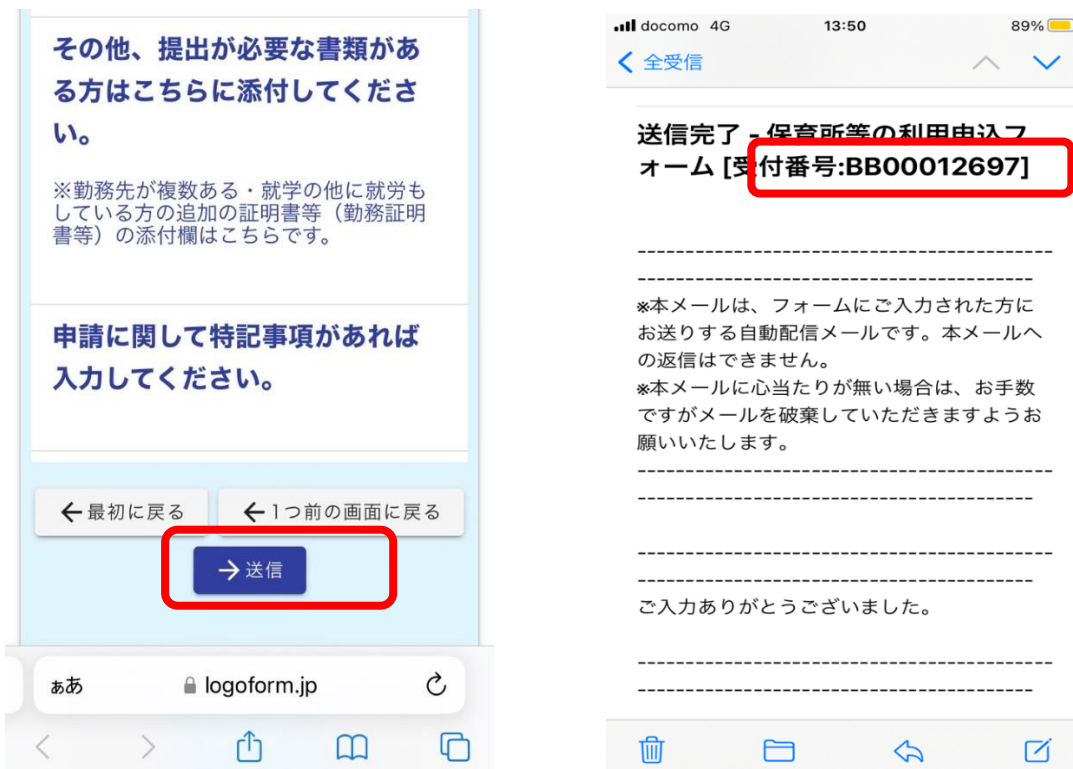 その他、提出が必要な書類があ
る方はこちらに添付してくださ
い。
※勤務先が複数ある・就学の他に就労も
している方の追加の証明書等（勤務証明
書等）の添付欄はこちらです。
申請に関して特記事項があれば
入力してください。
←最初に戻る
←1つ前の画面に戻る
→送信
ぁあ
logoform.jp
docomo 4G
13:50
89%
全受信
送信完了 - 保育所等の利用申込フ
ォーム [受付番号:BB00012697]
-------------------------------------------
-----------------------------------------
※本メールは、フォームにご入力された方に
お送りする自動配信メールです。本メールへ
の返信はできません。
※本メールに心当たりが無い場合は、お手数
ですがメールを破棄していただきますようお
願いいたします。
-------------------------------------------
-----------------------------------------
-------------------------------------------
-----------------------------------------
ご入力ありがとうございました。
-------------------------------------------
-----------------------------------------